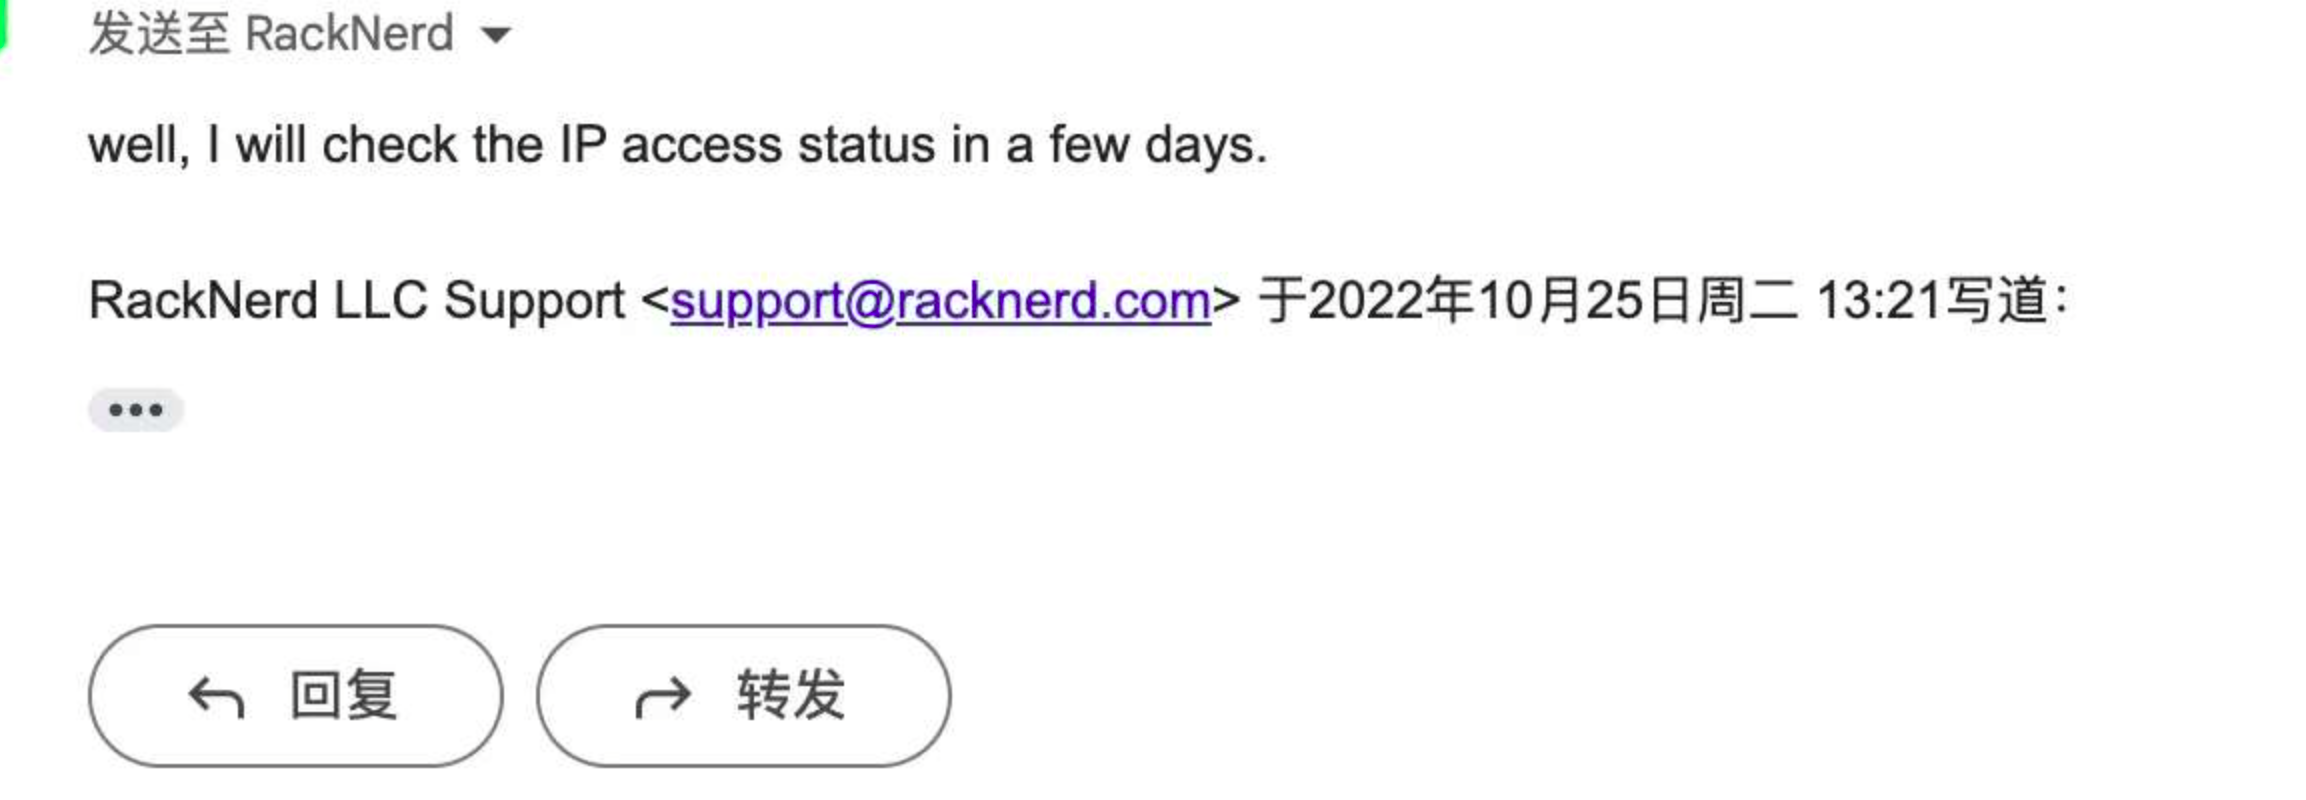 发送至 RackNerd
well, I will check the IP access status in a few days.
RackNerd LLC Support <support@racknerd.com> 于2022年10月25日周二 13:21写道：
回复
转发